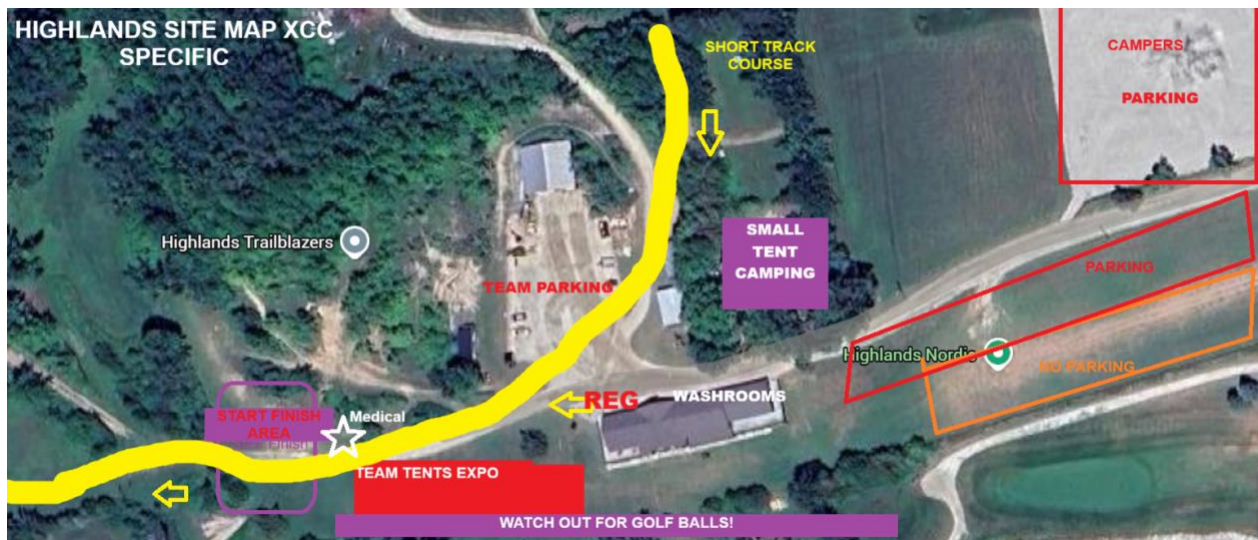 HIGHLANDS SITE MAP XCC
SPECIFIC
SHORT TRACK
COURSE
CAMPERS
PARKING
SMALL
TENT
CAMPING
Highlands Trailblazers
TEAM PARKING
PARKING
Highlands Nordic
NO PARKING
REG
WASHROOMS
START FINISH
AREA
Finish
Medical
TEAM TENTS EXPO
WATCH OUT FOR GOLF BALLS!